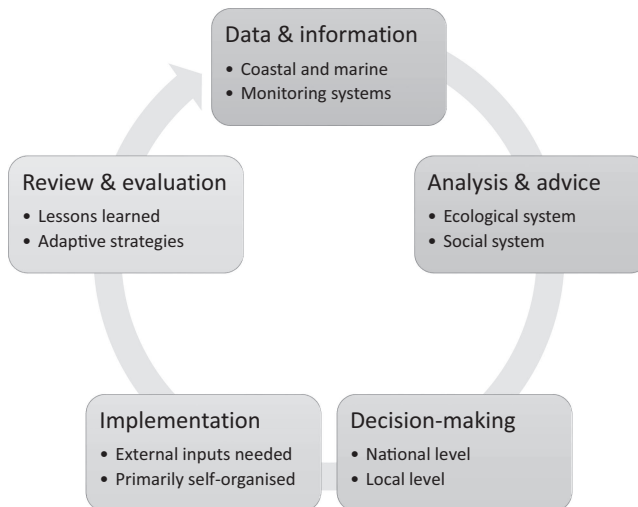 Data & information
• Coastal and marine
• Monitoring systems
Analysis & advice
• Ecological system
• Social system
Decision-making
• National level
• Local level
Implementation
• External inputs needed
• Primarily self-organised
Review & evaluation
• Lessons learned
• Adaptive strategies